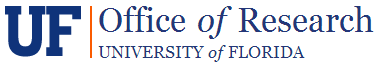 UF
Office of Research
UNIVERSITY of FLORIDA